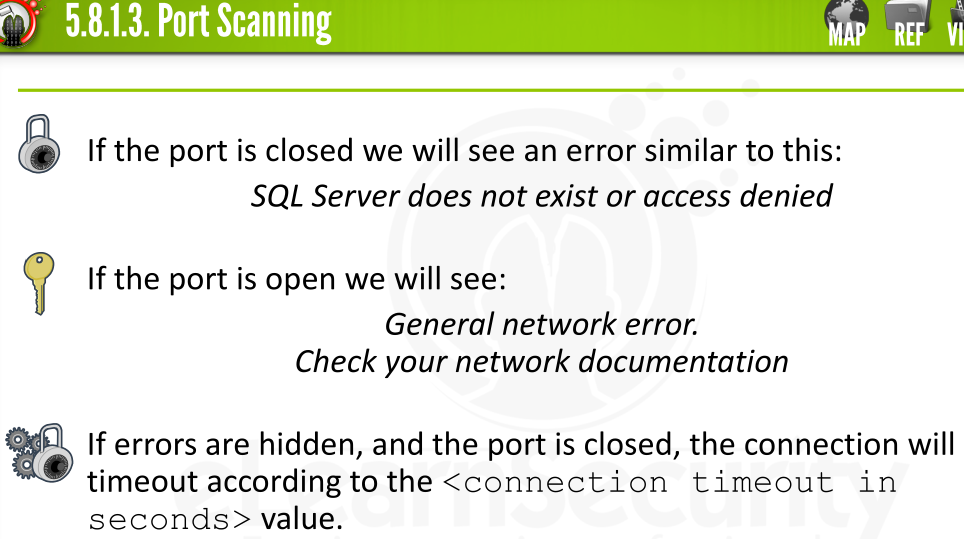 5.8.1.3. Port Scanning
MAP REF VI
If the port is closed we will see an error similar to this:
SQL Server does not exist or access denied
If the port is open we will see:
General network error.
Check your network documentation
If errors are hidden, and the port is closed, the connection will
timeout according to the <connection timeout in
seconds> value.
eLearnSecurity